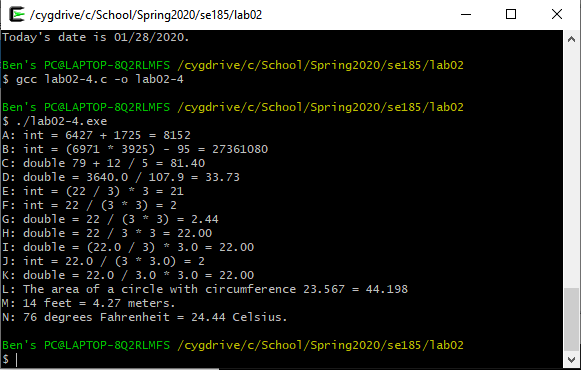 /cygdrive/c/School/Spring2020/se185/lab02
Today's date is 01/28/2020.
Ben's PC@LAPTOP-8Q2RLMFS /cygdrive/c/School/Spring2020/se185/lab02
$ gcc lab02-4.c -o lab02-4
Ben's PC@LAPTOP-8Q2RLMFS /cygdrive/c/School/Spring2020/se185/lab02
$ ./lab02-4.exe
A: int = 6427 + 1725 = 8152
B: int = (6971 * 3925) - 95 = 27361080
C: double 79 + 12 / 5 = 81.40
D: double = 3640.0 / 107.9 = 33.73
E: int = (22 / 3) * 3 = 21
F: int = 22 / (3 * 3) = 2
G: double = 22 / (3 * 3) = 2.44
H: double = 22 / 3 * 3 = 22.00
I: double = (22.0 / 3) * 3.0 = 22.00
J: int = 22.0 / (3 * 3.0) = 2
K: double = 22.0 / 3.0 * 3.0 = 22.00
L: The area of a circle with circumference 23.567 = 44.198
M: 14 feet = 4.27 meters.
N: 76 degrees Fahrenheit = 24.44 Celsius.
Ben's PC@LAPTOP-8Q2RLMFS /cygdrive/c/School/Spring2020/se185/lab02
$